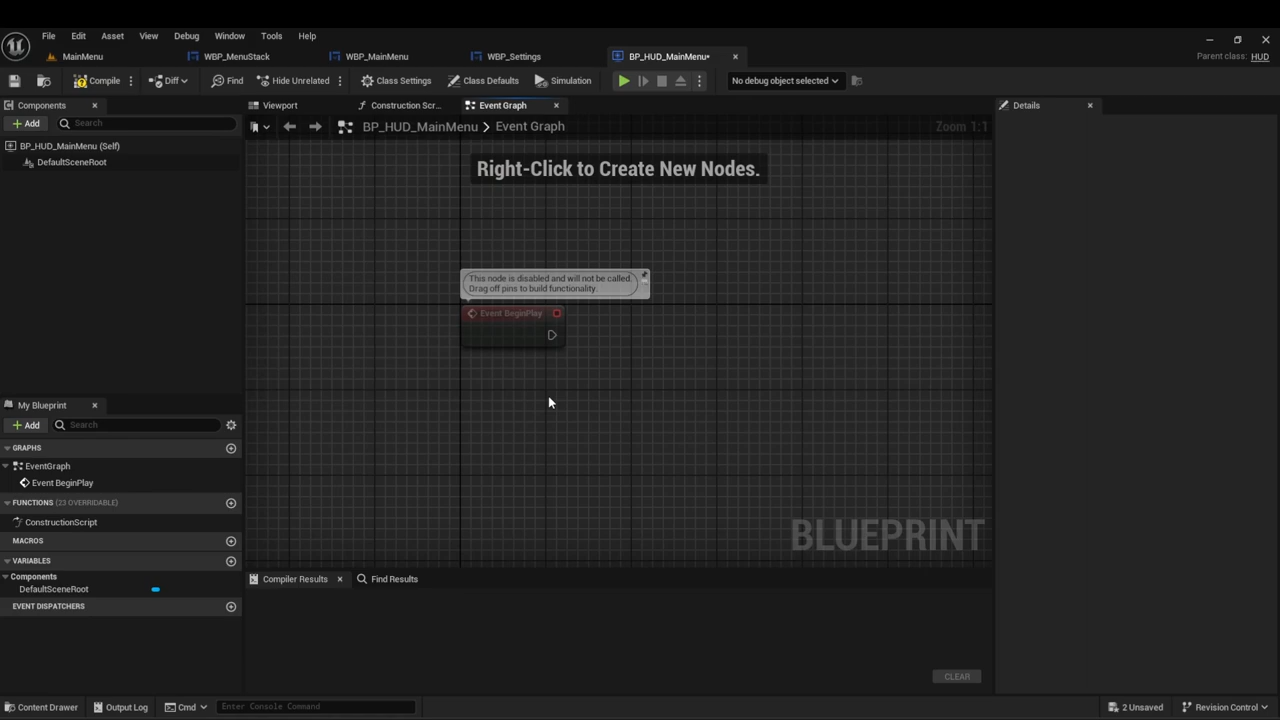 File Edit Asset View Debug Window Tools Help
MainMenu WBP_MenuStack WBP_MainMenu WBP_Settings BP_HUD_MainMenu• Parent class: HUD
Compile Diff Find Hide Unrelated Class Settings Class Defaults Simulation No debug object selected
Components Viewport Construction Scr... Event Graph Details
+ Add Search BP_HUD_MainMenu > Event Graph Zoom 1:1
BP_HUD_MainMenu (Self)
DefaultSceneRoot
Right-Click to Create New Nodes.
This node is disabled and will not be called.
Drag off pins to build functionality.
Event BeginPlay
My Blueprint
+ Add Search
GRAPHS
EventGraph
Event BeginPlay
FUNCTIONS (23 OVERRIDABLE)
ConstructionScript
MACROS
VARIABLES
Components
DefaultSceneRoot
EVENT DISPATCHERS
BLUEPRINT
Compiler Results Find Results
CLEAR
Content Drawer Output Log Cmd Enter Console Command 2 Unsaved Revision Control